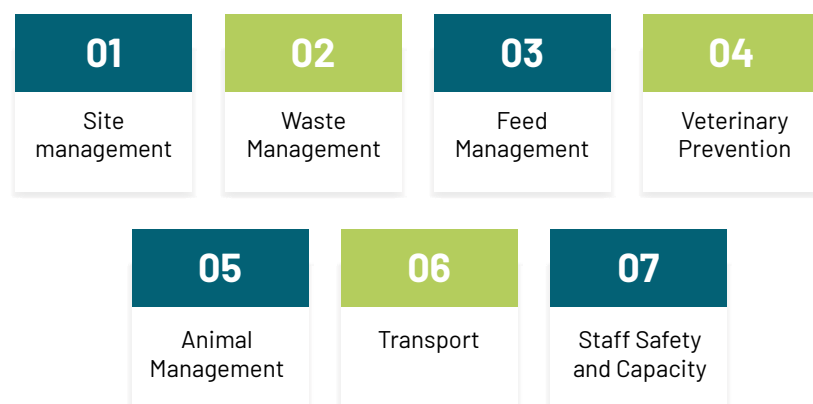 01
Site
management
02
Waste
Management
03
Feed
Management
04
Veterinary
Prevention
05
Animal
Management
06
Transport
07
Staff Safety
and Capacity